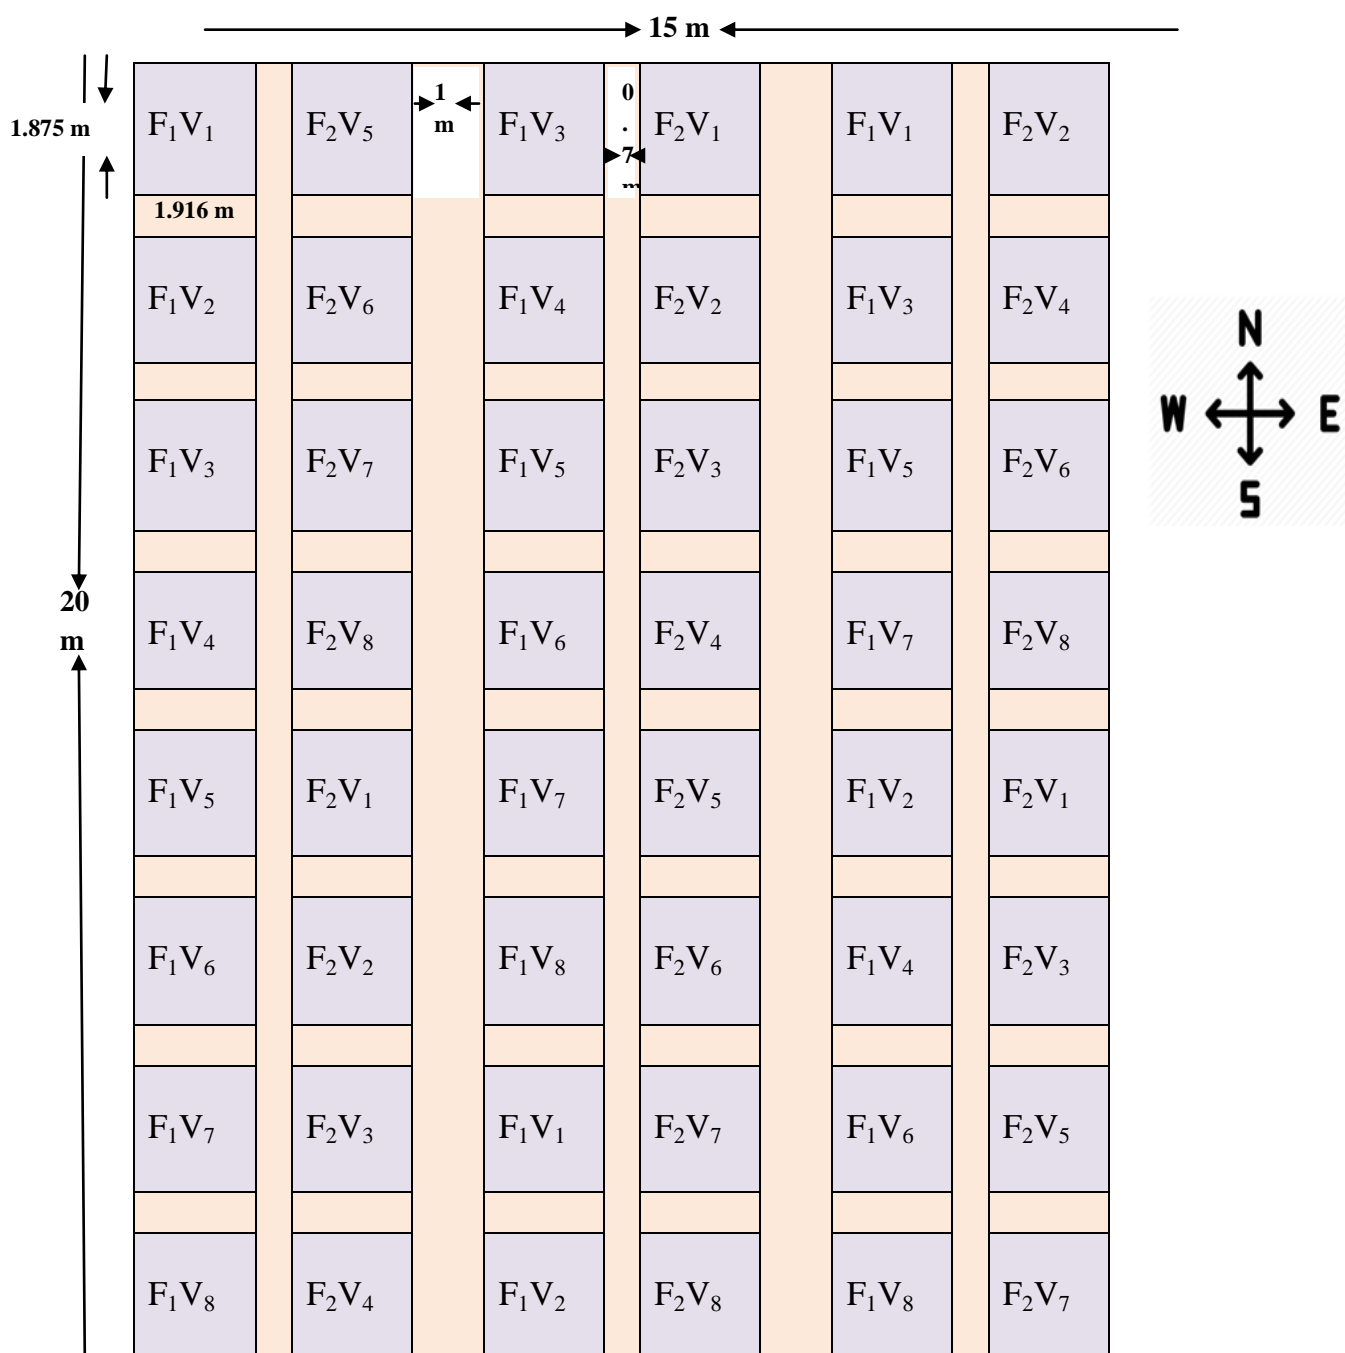 15 m
1.875 m
F₁V₁ F₂V₅ 1 m F₁V₃ 0.7 m F₂V₁ F₁V₁ F₂V₂
1.916 m
F₁V₂ F₂V₆ F₁V₄ F₂V₂ F₁V₃ F₂V₄
N
W E
S
F₁V₃ F₂V₇ F₁V₅ F₂V₃ F₁V₅ F₂V₆
20
m
F₁V₄ F₂V₈ F₁V₆ F₂V₄ F₁V₇ F₂V₈
F₁V₅ F₂V₁ F₁V₇ F₂V₅ F₁V₂ F₂V₁
F₁V₆ F₂V₂ F₁V₈ F₂V₆ F₁V₄ F₂V₃
F₁V₇ F₂V₃ F₁V₁ F₂V₇ F₁V₆ F₂V₅
F₁V₈ F₂V₄ F₁V₂ F₂V₈ F₁V₈ F₂V₇